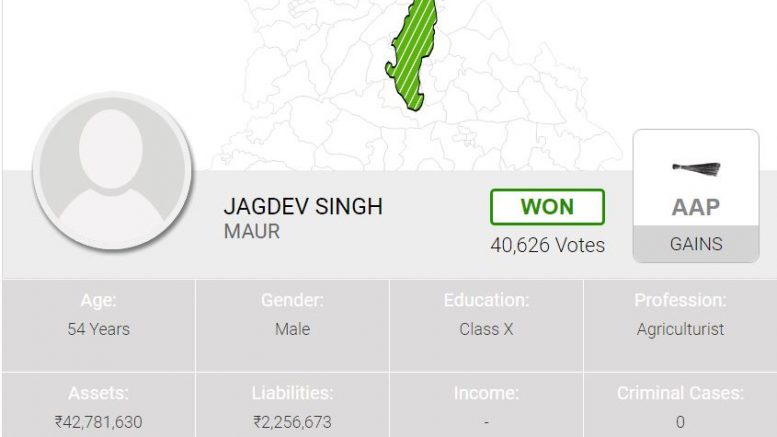 JAGDEV SINGH
MAUR
WON
40,626 Votes
AAP
GAINS
Age:
54 Years
Gender:
Male
Education:
Class X
Profession:
Agriculturist
Assets:
₹42,781,630
Liabilities:
₹2,256,673
Income:
-
Criminal Cases:
0